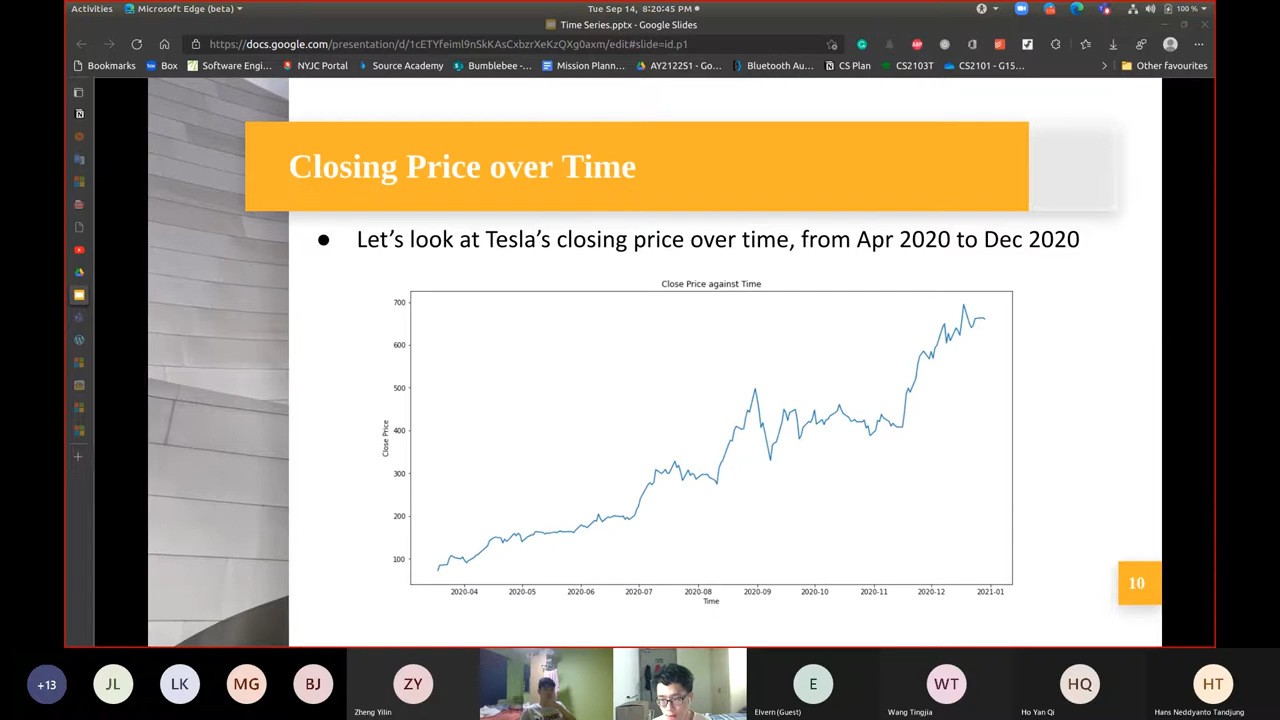 Activities
Microsoft Edge (beta)
Tue Sep 14, 8:20:45 PM
100 %
Time Series.pptx - Google Slides
https://docs.google.com/presentation/d/1cETYfeiml9nSkKAsCxbzrXeKzQXg0axm/edit#slide=id.p1
Bookmarks
Box
Software Engi...
NYJC Portal
Source Academy
Bumblebee -...
Mission Plann...
AY2122S1 - Go...
Bluetooth Au...
CS Plan
CS2103T
CS2101 - G15...
Other favourites
Closing Price over Time
● Let’s look at Tesla’s closing price over time, from Apr 2020 to Dec 2020
Close Price against Time
700
600
500
400
300
200
100
Close Price
2020-04 2020-05 2020-06 2020-07 2020-08 2020-09 2020-10 2020-11 2020-12 2021-01
Time
10
+13
JL
LK
MG
BJ
ZY
Zheng Yilin
E
Elvern (Guest)
WT
Wang Tingjia
HQ
Ho Yan Qi
HT
Hans Neddyanto Tandjung